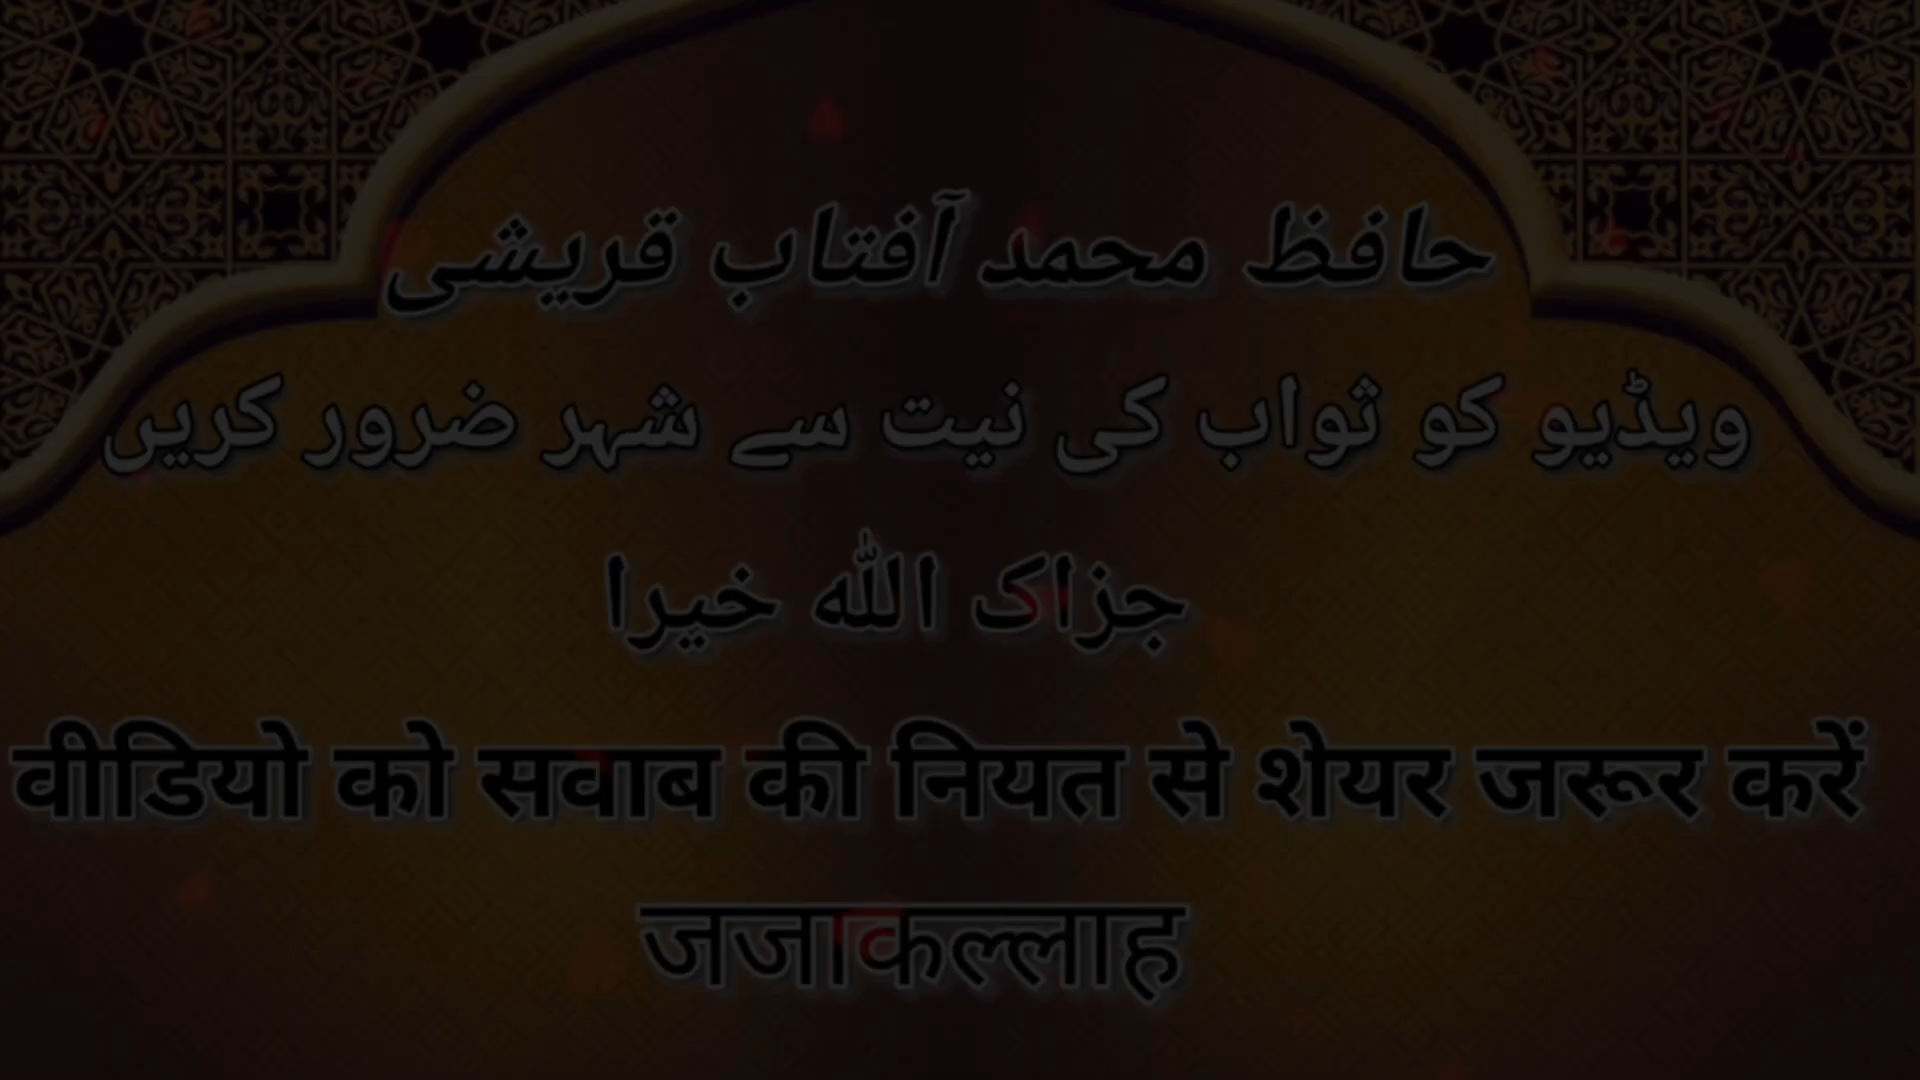 حافظ محمد آفتاب قریشی
ویڈیو کو ثواب کی نیت سے شہر ضرور کریں
جزاک اللہ خیرا
वीडियो को सवाब की नियत से शेयर जरूर करें
जजाकल्लाह